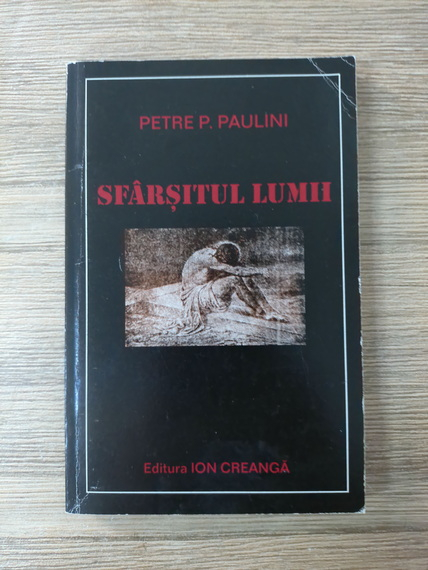 PETRE P. PAULINI
SFÂRȘITUL LUMII
Editura ION CREANGĂ